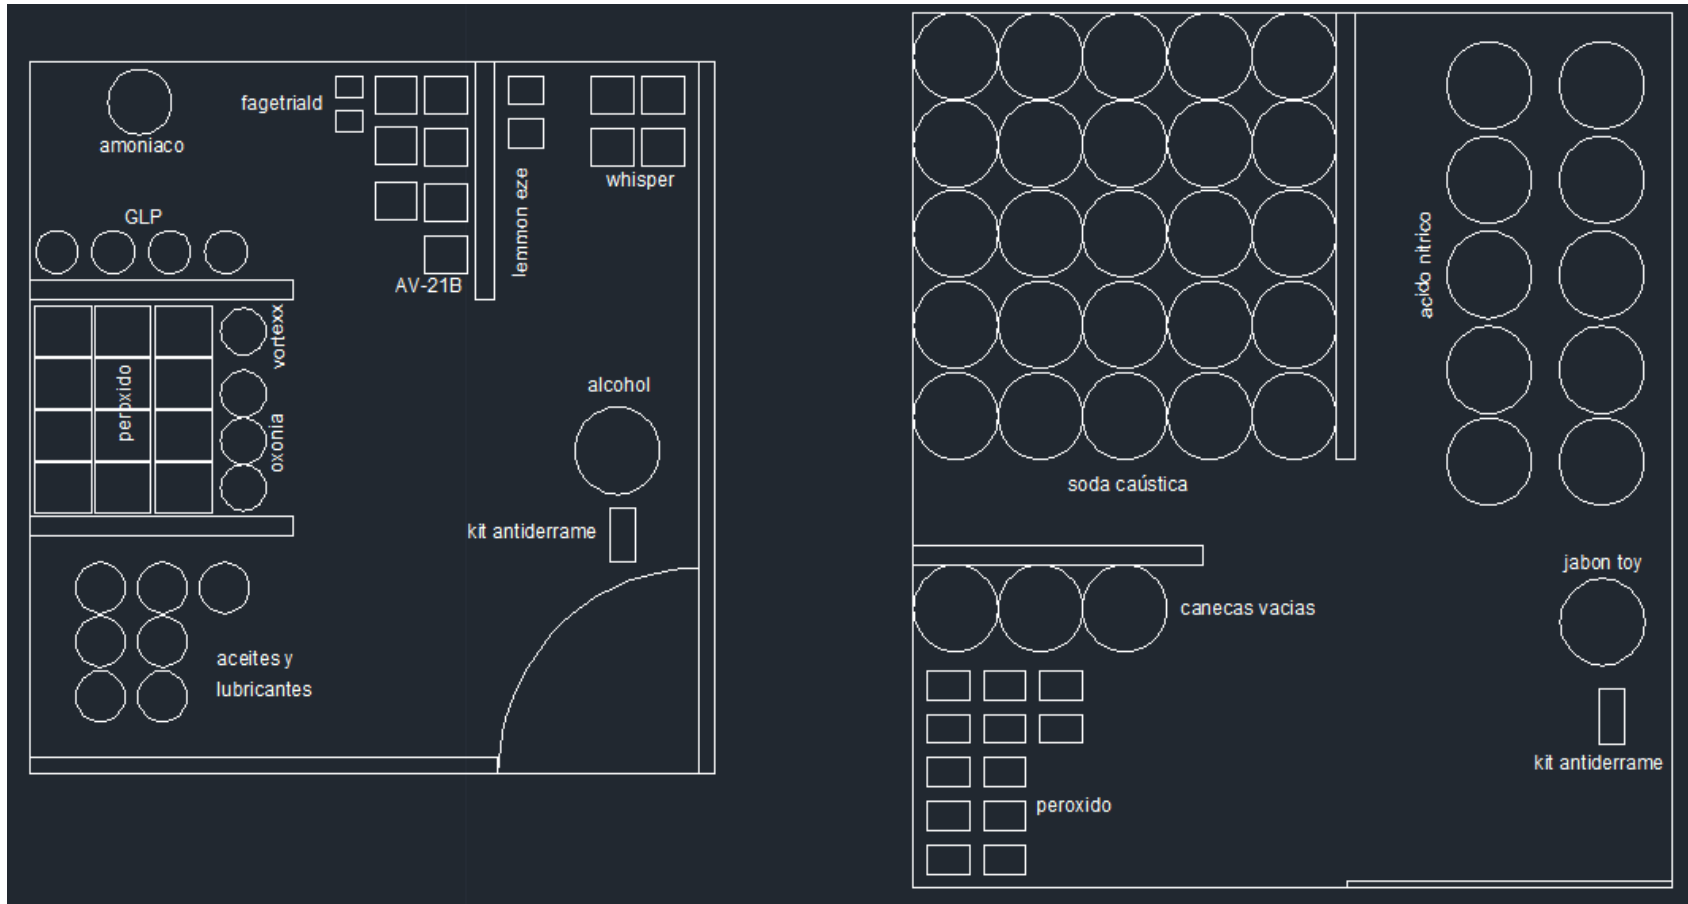 fagetriald
amoniaco
GLP
AV-21B
lemmon eze
whisper
vortexx
peroxido
oxonia
alcohol
kit antiderrame
aceites y
lubricantes
acido nitrico
soda caústica
canecas vacias
jabon toy
peroxido
kit antiderrame